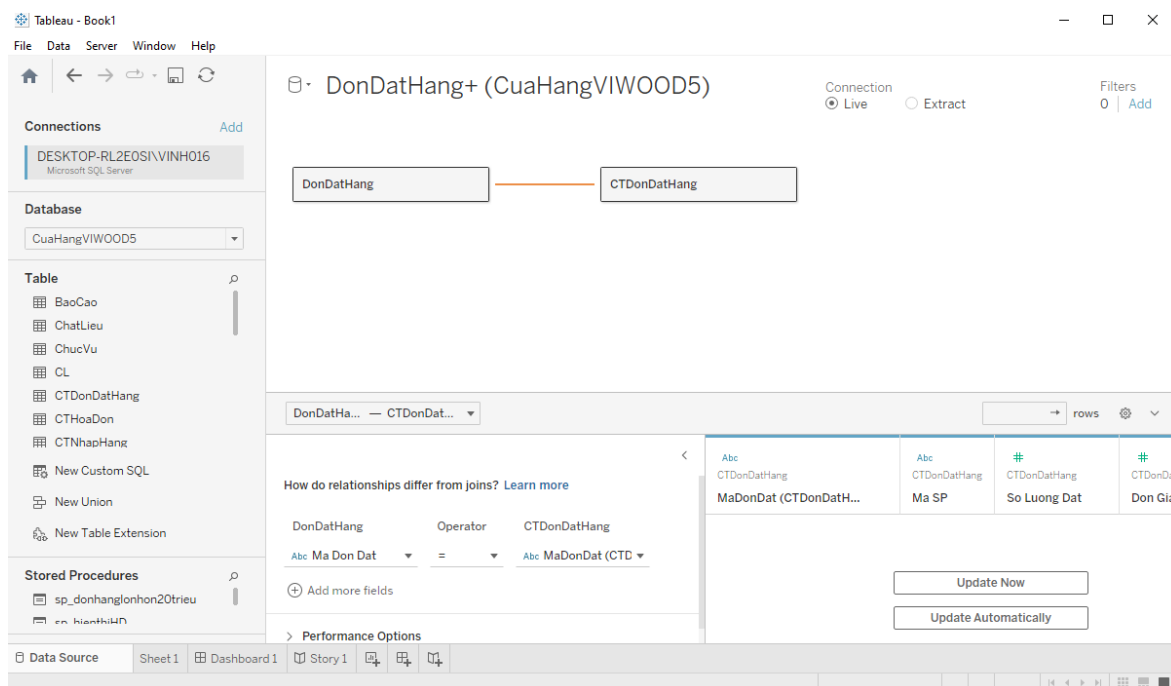 Tableau - Book1
File Data Server Window Help
DonDatHang+ (CuaHangVIWOOD5)
Connection
Live Extract
Filters
0 Add
Connections Add
DESKTOP-RL2E0SI\VINH016
Microsoft SQL Server
Database
CuaHangVIWOOD5
Table
BaoCao
ChatLieu
ChucVu
CL
CTDonDatHang
CTHoaDon
CTNhapHang
New Custom SQL
New Union
New Table Extension
Stored Procedures
sp_donhanglonhon20trieu
sp_hienthiHD
DonDatHang
CTDonDatHang
DonDatHa... — CTDonDat...
rows
How do relationships differ from joins? Learn more
DonDatHang Operator CTDonDatHang
Abc Ma Don Dat = Abc MaDonDat (CTD
Add more fields
Performance Options
Abc Abc # #
CTDonDatHang CTDonDatHang CTDonDatHang CTDonDa
MaDonDat (CTDonDatH... Ma SP So Luong Dat Don Gia
Update Now
Update Automatically
Data Source Sheet 1 Dashboard 1 Story 1